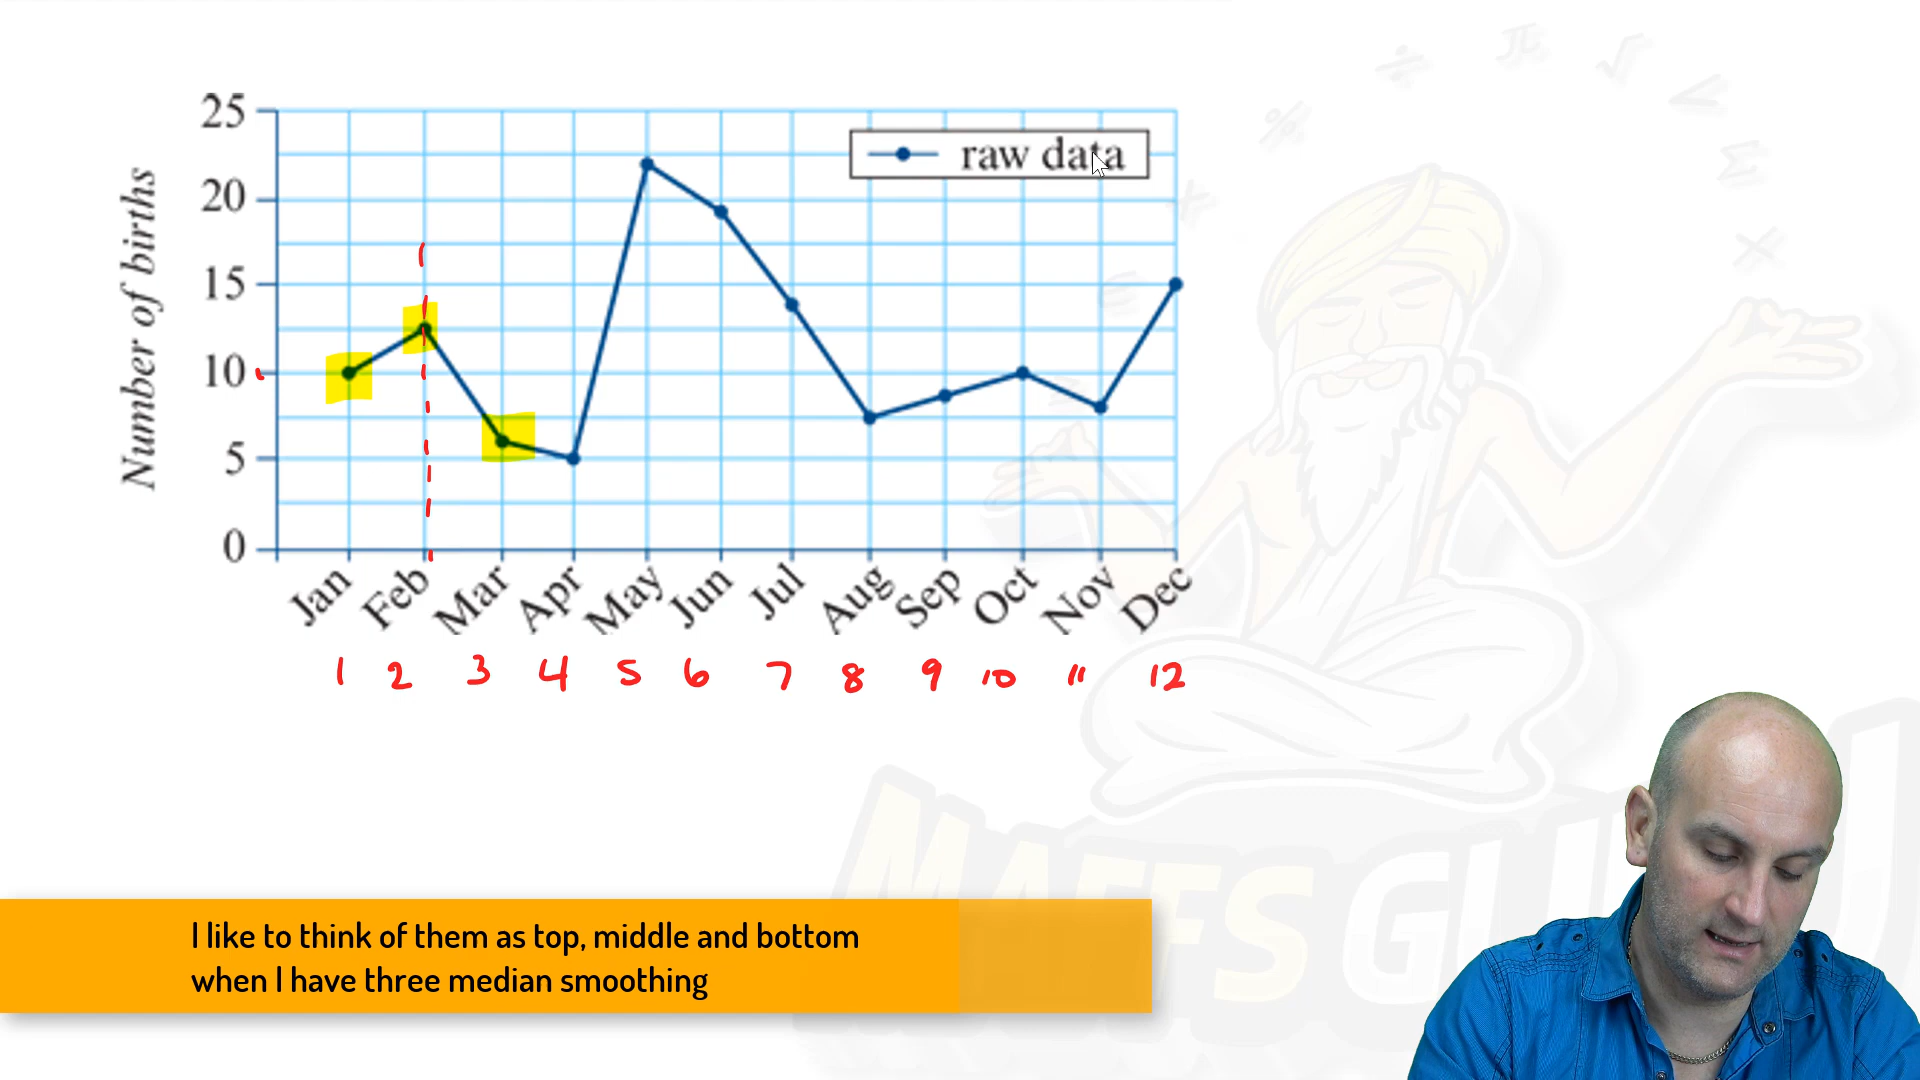 25
20
15
10
5
0
Number of births
raw data
Jan Feb Mar Apr May Jun Jul Aug Sep Oct Nov Dec
1 2 3 4 5 6 7 8 9 10 11 12
MAFFS GURU
I like to think of them as top, middle and bottom
when I have three median smoothing